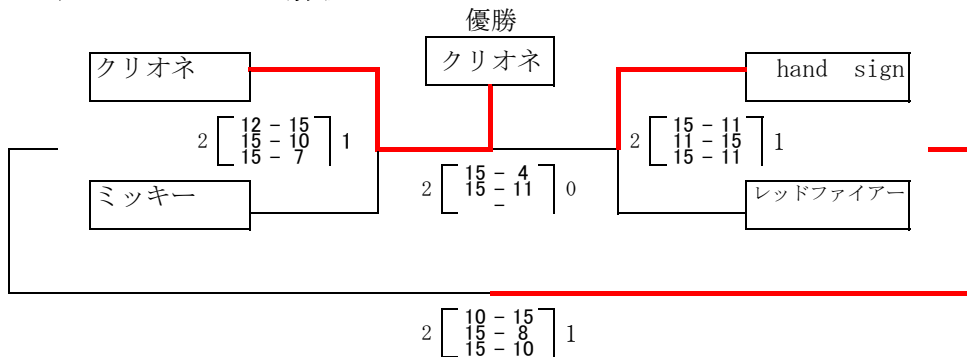 優勝
クリオネ
クリオネ
hand sign
2 12 - 15 1
15 - 10
15 - 7
2 15 - 11 1
11 - 15
15 - 11
ミッキー
2 15 - 4 0
15 - 11
-
レッドファイアー
2 10 - 15 1
15 - 8
15 - 10